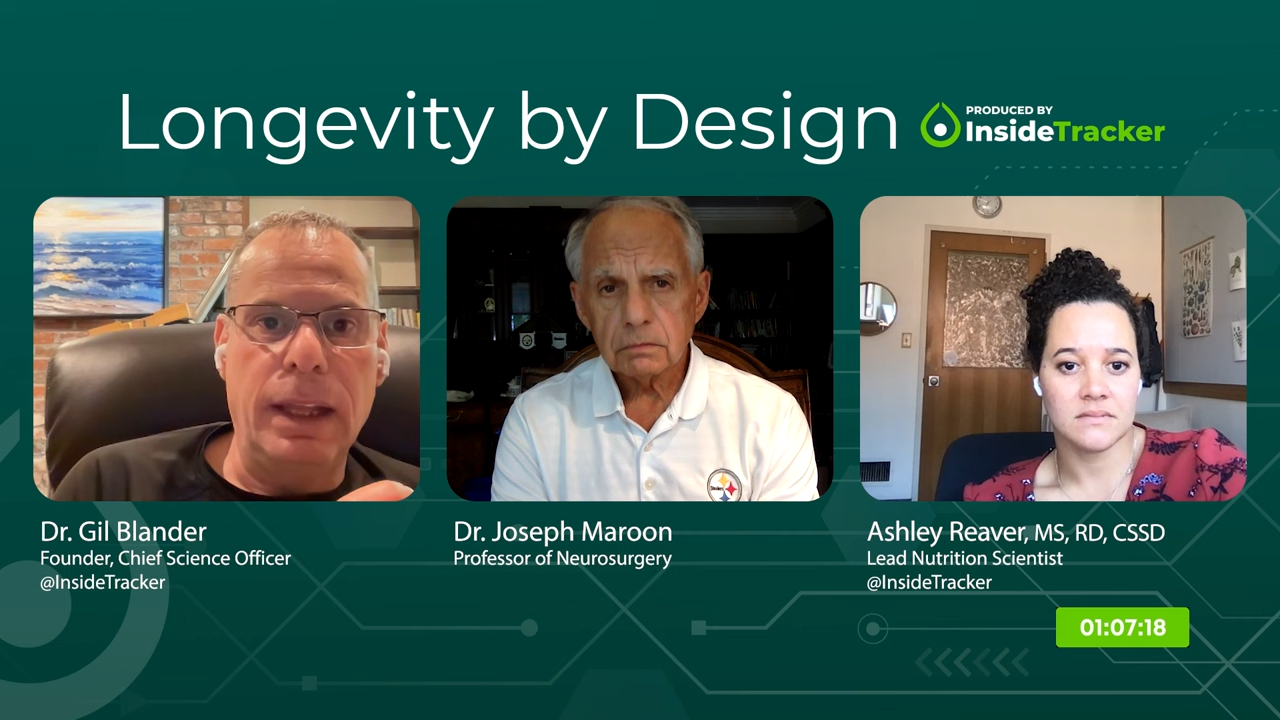 Longevity by Design
PRODUCED BY
InsideTracker
Dr. Gil Blander
Founder, Chief Science Officer
@InsideTracker
Dr. Joseph Maroon
Professor of Neurosurgery
Ashley Reaver, MS, RD, CSSD
Lead Nutrition Scientist
@InsideTracker
01:07:18